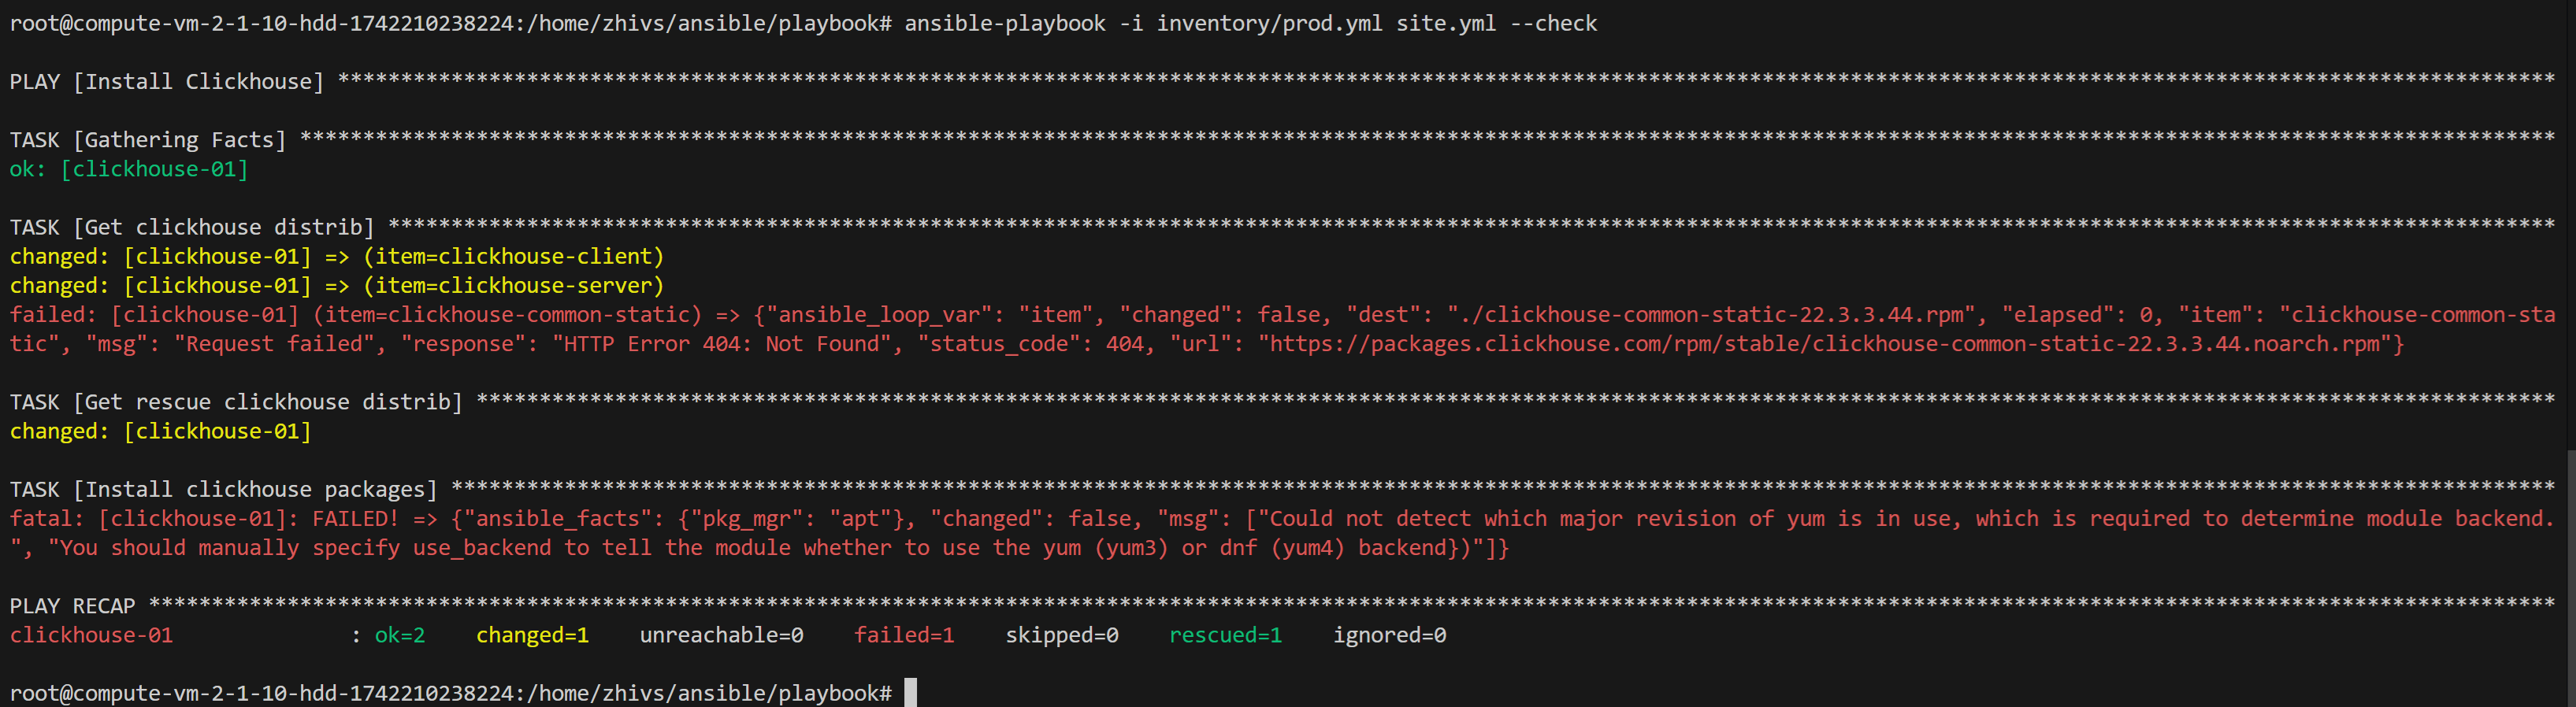 root@compute-vm-2-1-10-hdd-1742210238224:/home/zhivs/ansible/playbook# ansible-playbook -i inventory/prod.yml site.yml --check
PLAY [Install Clickhouse] ********************************************************************************************************************************************************************************
TASK [Gathering Facts] ***********************************************************************************************************************************************************************************
ok: [clickhouse-01]
TASK [Get clickhouse distrib] ****************************************************************************************************************************************************************************
changed: [clickhouse-01] => (item=clickhouse-client)
changed: [clickhouse-01] => (item=clickhouse-server)
failed: [clickhouse-01] (item=clickhouse-common-static) => {"ansible_loop_var": "item", "changed": false, "dest": "./clickhouse-common-static-22.3.3.44.rpm", "elapsed": 0, "item": "clickhouse-common-sta
tic", "msg": "Request failed", "response": "HTTP Error 404: Not Found", "status_code": 404, "url": "https://packages.clickhouse.com/rpm/stable/clickhouse-common-static-22.3.3.44.noarch.rpm"}
TASK [Get rescue clickhouse distrib] *********************************************************************************************************************************************************************
changed: [clickhouse-01]
TASK [Install clickhouse packages] ***********************************************************************************************************************************************************************
fatal: [clickhouse-01]: FAILED! => {"ansible_facts": {"pkg_mgr": "apt"}, "changed": false, "msg": ["Could not detect which major revision of yum is in use, which is required to determine module backend.
", "You should manually specify use_backend to tell the module whether to use the yum (yum3) or dnf (yum4) backend})"]}
PLAY RECAP ***********************************************************************************************************************************************************************************************
clickhouse-01 : ok=2 changed=1 unreachable=0 failed=1 skipped=0 rescued=1 ignored=0
root@compute-vm-2-1-10-hdd-1742210238224:/home/zhivs/ansible/playbook#